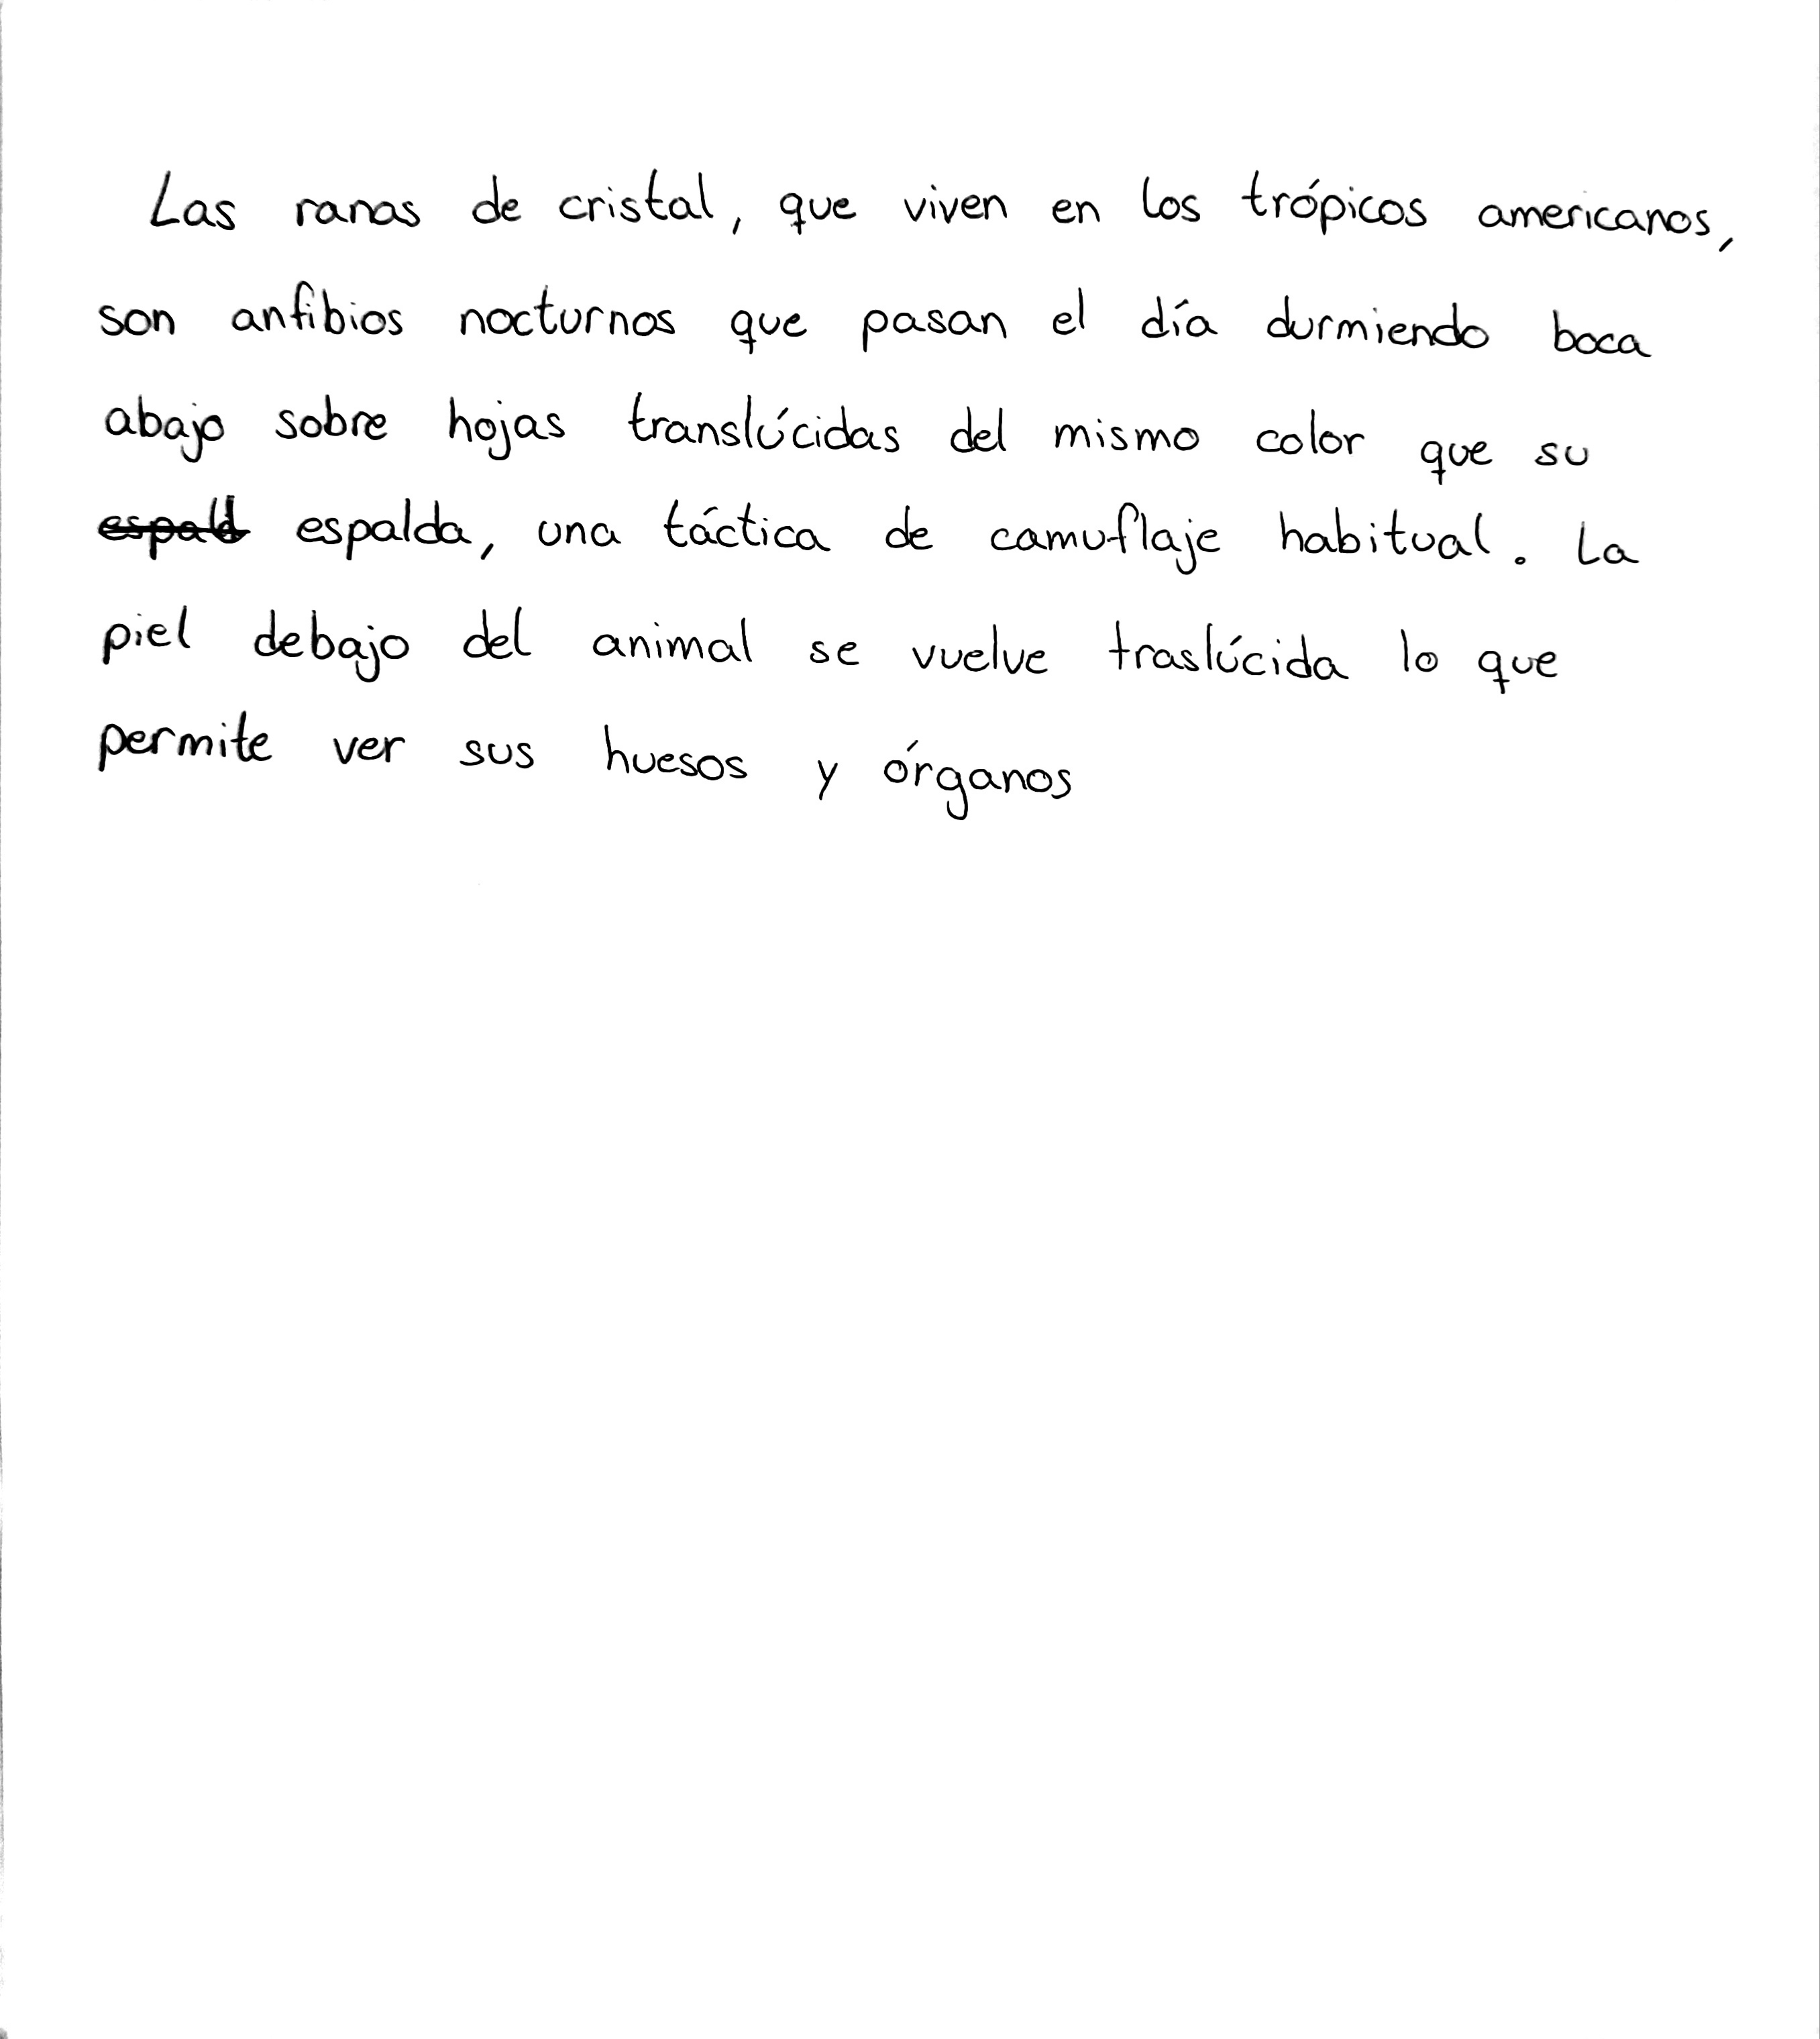 Las ranas de cristal, que viven en los trópicos americanos,
son anfibios nocturnos que pasan el día durmiendo boca
abajo sobre hojas translúcidas del mismo color que su
espalda, una táctica de camuflaje habitual. La
piel debajo del animal se vuelve traslúcida lo que
permite ver sus huesos y órganos